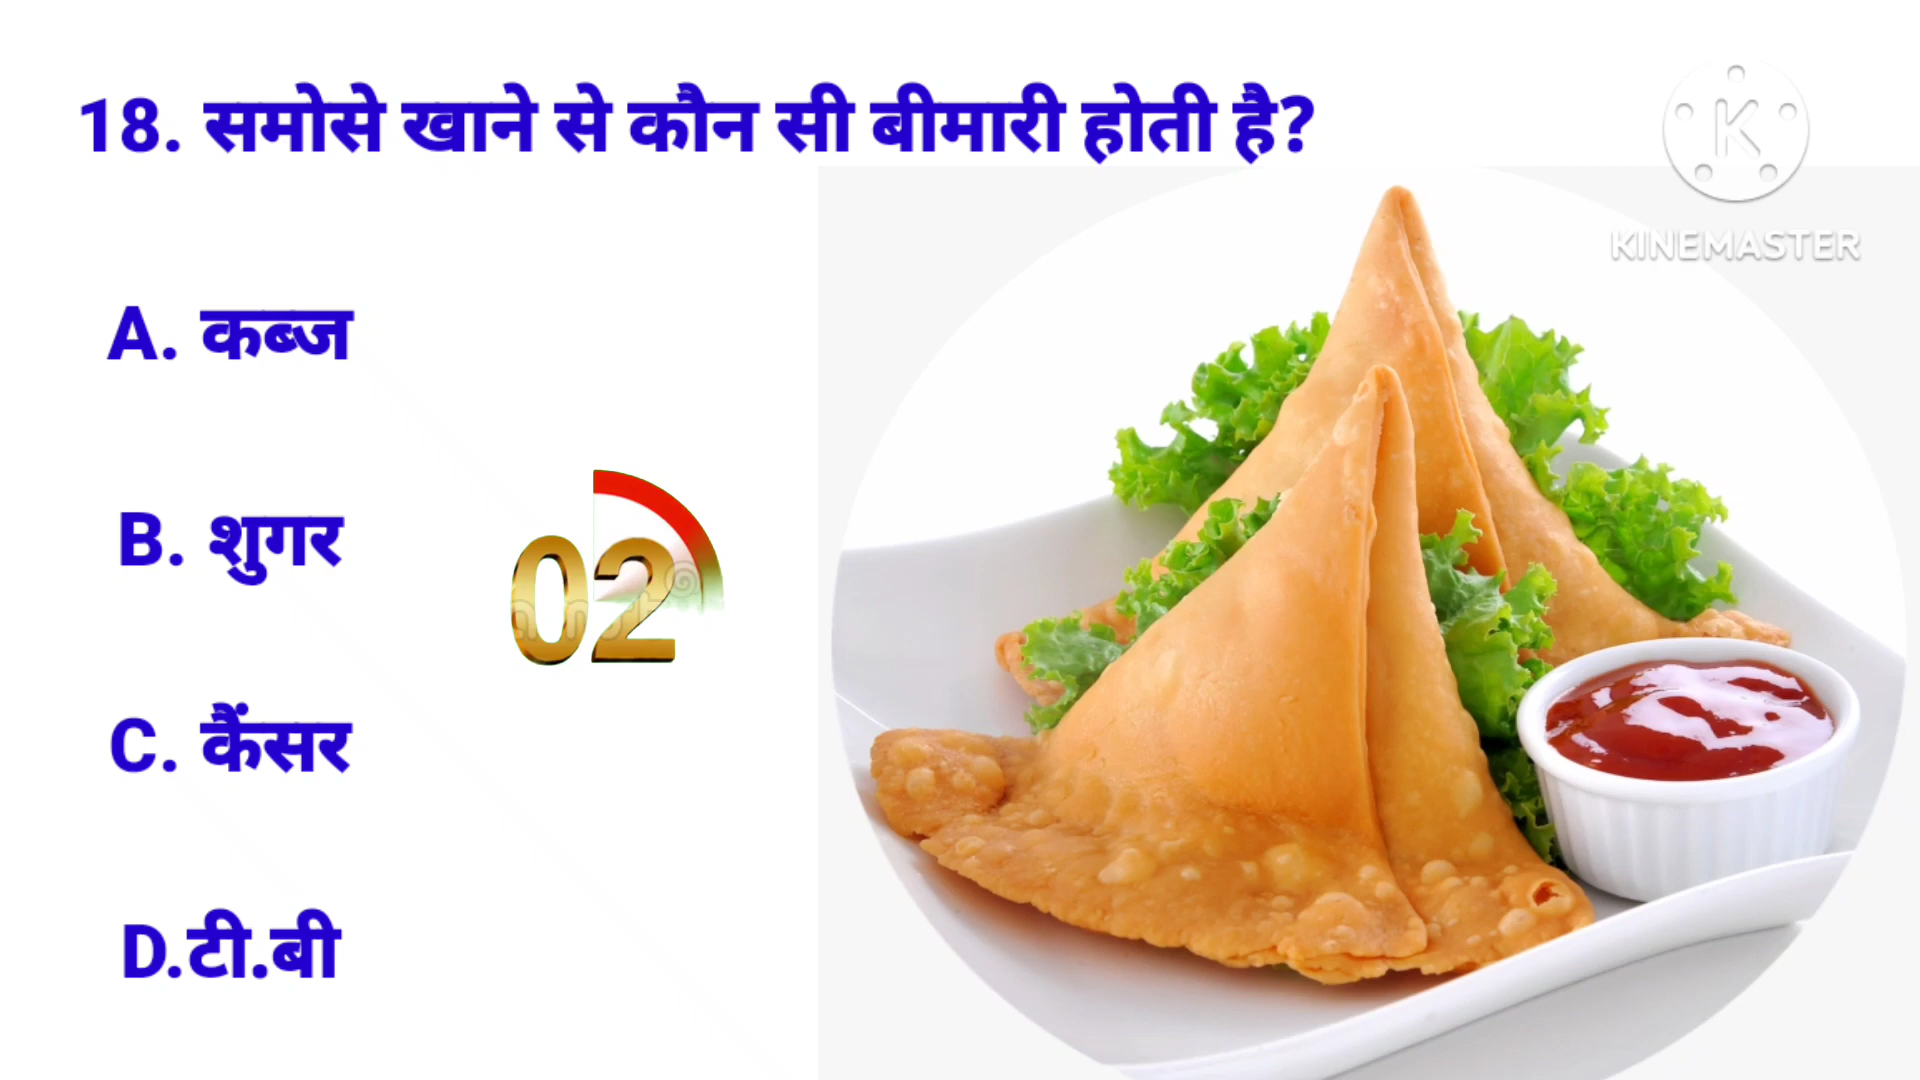 18. समोसे खाने से कौन सी बीमारी होती है?
KINEMASTER
A. कब्ज
B. शुगर
02
C. कैंसर
D.टी.बी